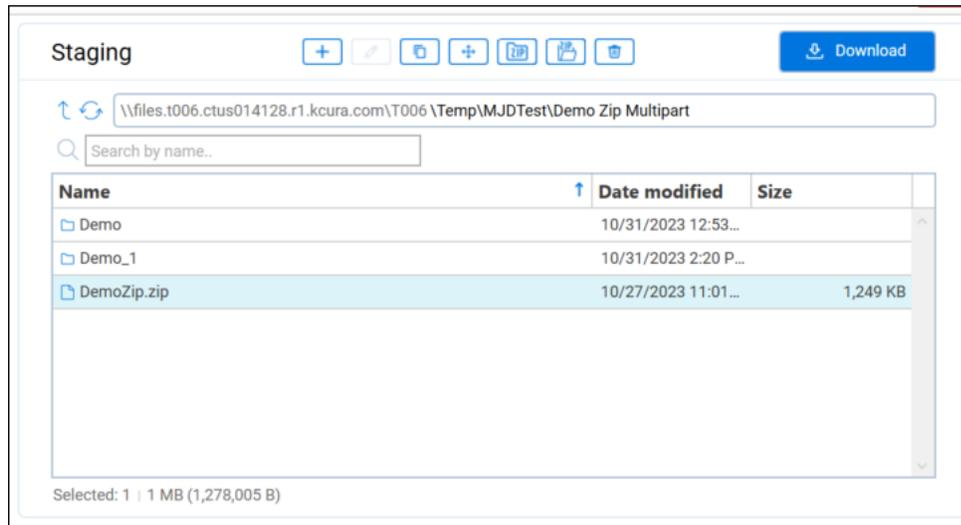 Staging
ZIP
ZIP
Download
\\files.t006.ctus014128.r1.kcura.com\T006\Temp\MJDTest\Demo Zip Multipart
Search by name..
Name Date modified Size
Demo 10/31/2023 12:53...
Demo_1 10/31/2023 2:20 P...
DemoZip.zip 10/27/2023 11:01... 1,249 KB
Selected: 1 | 1 MB (1,278,005 B)